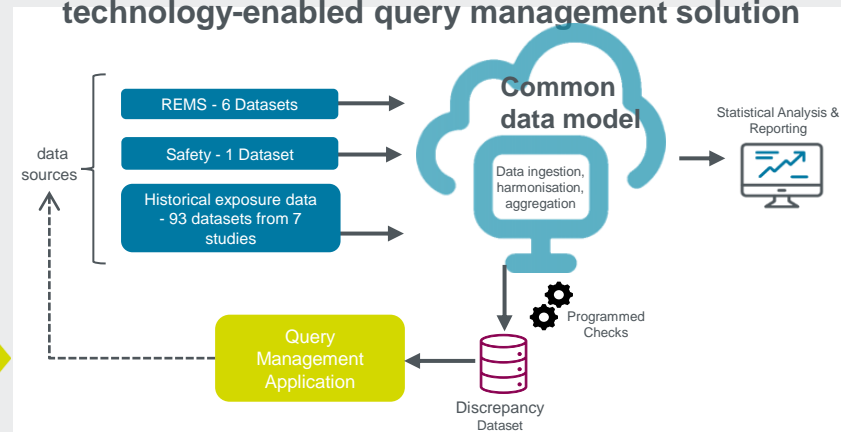 technology-enabled query management solution
Common
data model
REMS - 6 Datasets
Statistical Analysis &
Reporting
data
sources
Safety - 1 Dataset
Data ingestion,
harmonisation,
aggregation
Historical exposure data
- 93 datasets from 7
studies
Programmed
Checks
Query
Management
Application
Discrepancy
Dataset